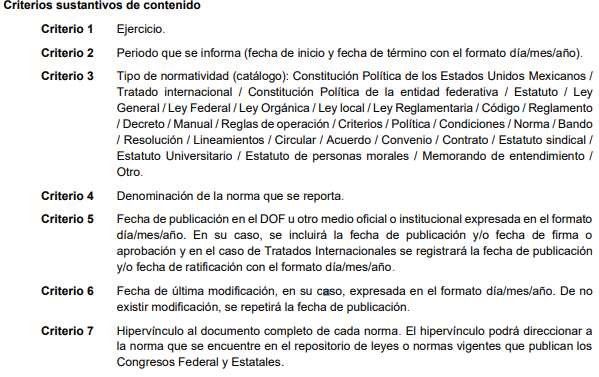 Criterios sustantivos de contenido
Criterio 1 Ejercicio.
Criterio 2 Periodo que se informa (fecha de inicio y fecha de término con el formato día/mes/año).
Criterio 3 Tipo de normatividad (catálogo): Constitución Política de los Estados Unidos Mexicanos /
Tratado internacional / Constitución Política de la entidad federativa / Estatuto / Ley
General / Ley Federal / Ley Orgánica / Ley local / Ley Reglamentaria / Código / Reglamento
/ Decreto / Manual / Reglas de operación / Criterios / Política / Condiciones / Norma / Bando
/ Resolución / Lineamientos / Circular / Acuerdo / Convenio / Contrato / Estatuto sindical /
Estatuto Universitario / Estatuto de personas morales / Memorando de entendimiento /
Otro.
Criterio 4 Denominación de la norma que se reporta.
Criterio 5 Fecha de publicación en el DOF u otro medio oficial o institucional expresada en el formato
día/mes/año. En su caso, se incluirá la fecha de publicación y/o fecha de firma o
aprobación y en el caso de Tratados Internacionales se registrará la fecha de publicación
y/o fecha de ratificación con el formato día/mes/año.
Criterio 6 Fecha de última modificación, en su caso, expresada en el formato día/mes/año. De no
existir modificación, se repetirá la fecha de publicación.
Criterio 7 Hipervínculo al documento completo de cada norma. El hipervínculo podrá direccionar a
la norma que se encuentre en el repositorio de leyes o normas vigentes que publican los
Congresos Federal y Estatales.